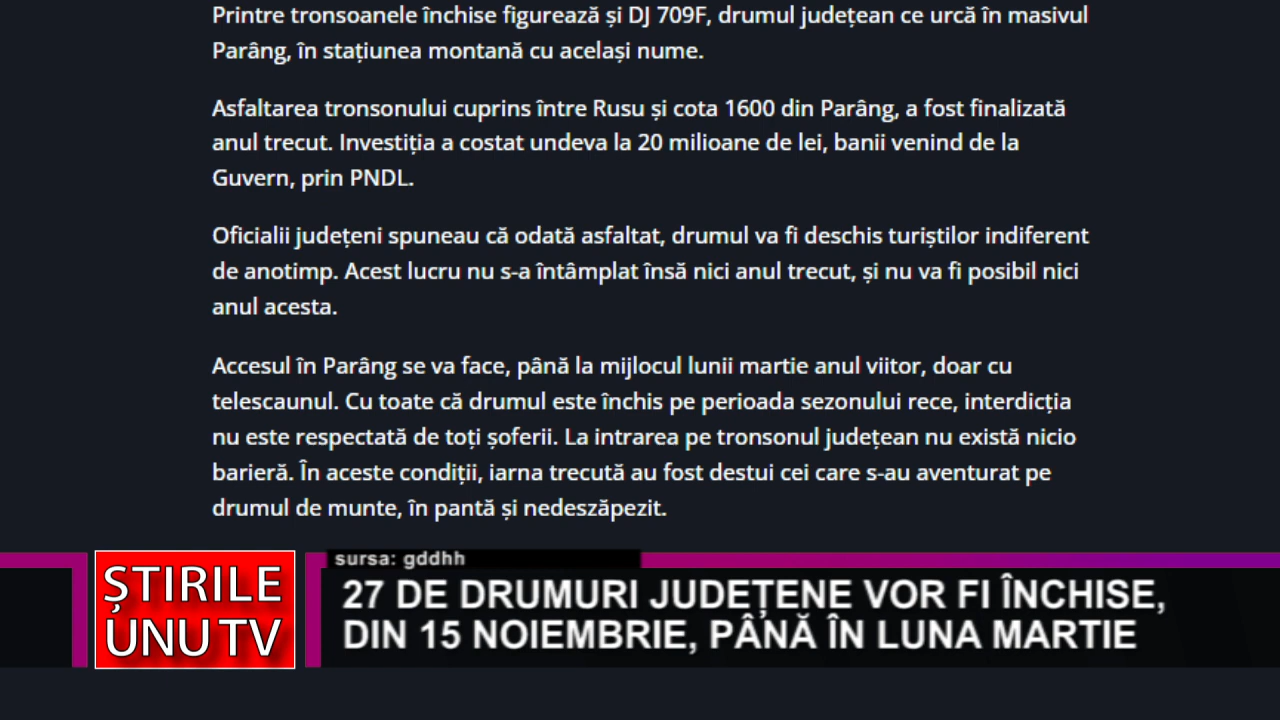 Printre tronsoanele închise figurează și DJ 709F, drumul județean ce urcă în masivul
Parâng, în stațiunea montană cu același nume.
Asfaltarea tronsonului cuprins între Rusu și cota 1600 din Parâng, a fost finalizată
anul trecut. Investiția a costat undeva la 20 milioane de lei, banii venind de la
Guvern, prin PNDL.
Oficialii județeni spuneau că odată asfaltat, drumul va fi deschis turiștilor indiferent
de anotimp. Acest lucru nu s-a întâmplat însă nici anul trecut, și nu va fi posibil nici
anul acesta.
Accesul în Parâng se va face, până la mijlocul lunii martie anul viitor, doar cu
telescaunul. Cu toate că drumul este închis pe perioada sezonului rece, interdicția
nu este respectată de toți șoferii. La intrarea pe tronsonul județean nu există nicio
barieră. În aceste condiții, iarna trecută au fost destui cei care s-au aventurat pe
drumul de munte, în pantă și nedeszăpezit.
sursa: gddhh
ȘTIRILE
UNU TV
27 DE DRUMURI JUDEȚENE VOR FI ÎNCHISE,
DIN 15 NOIEMBRIE, PÂNĂ ÎN LUNA MARTIE